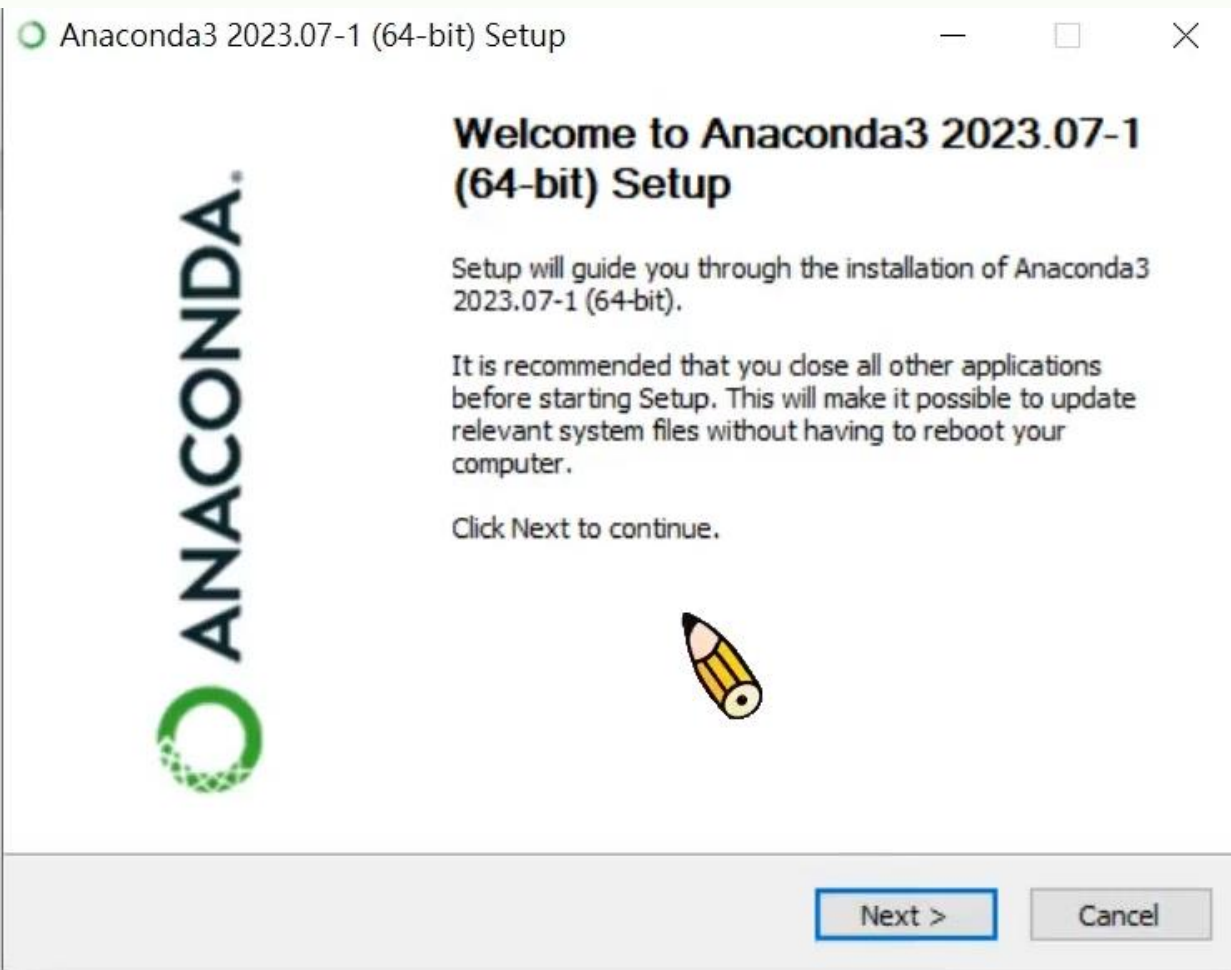 Anaconda3 2023.07-1 (64-bit) Setup
Welcome to Anaconda3 2023.07-1
(64-bit) Setup
Setup will guide you through the installation of Anaconda3
2023.07-1 (64-bit).
It is recommended that you close all other applications
before starting Setup. This will make it possible to update
relevant system files without having to reboot your
computer.
Click Next to continue.
ANACONDA.
Next >
Cancel